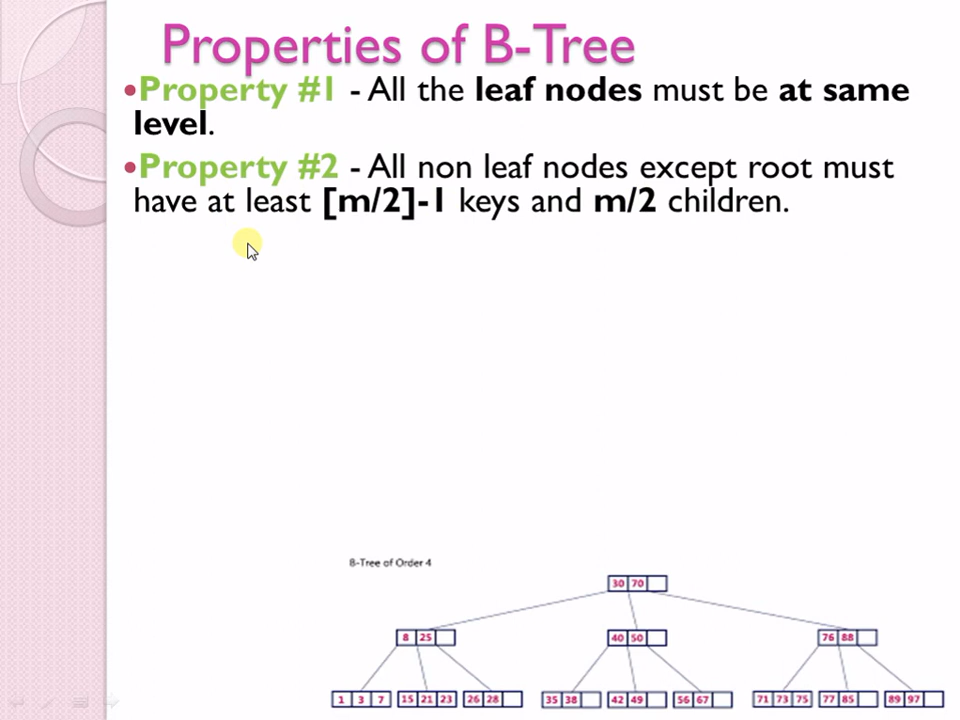 Properties of B-Tree
•Property #1 - All the leaf nodes must be at same
level.
•Property #2 - All non leaf nodes except root must
have at least [m/2]-1 keys and m/2 children.
B-Tree of Order 4
30 70
8 25
40 50
76 88
1 3 7
15 21 23
26 28
35 38
42 49
56 67
71 73 75
77 85
89 97